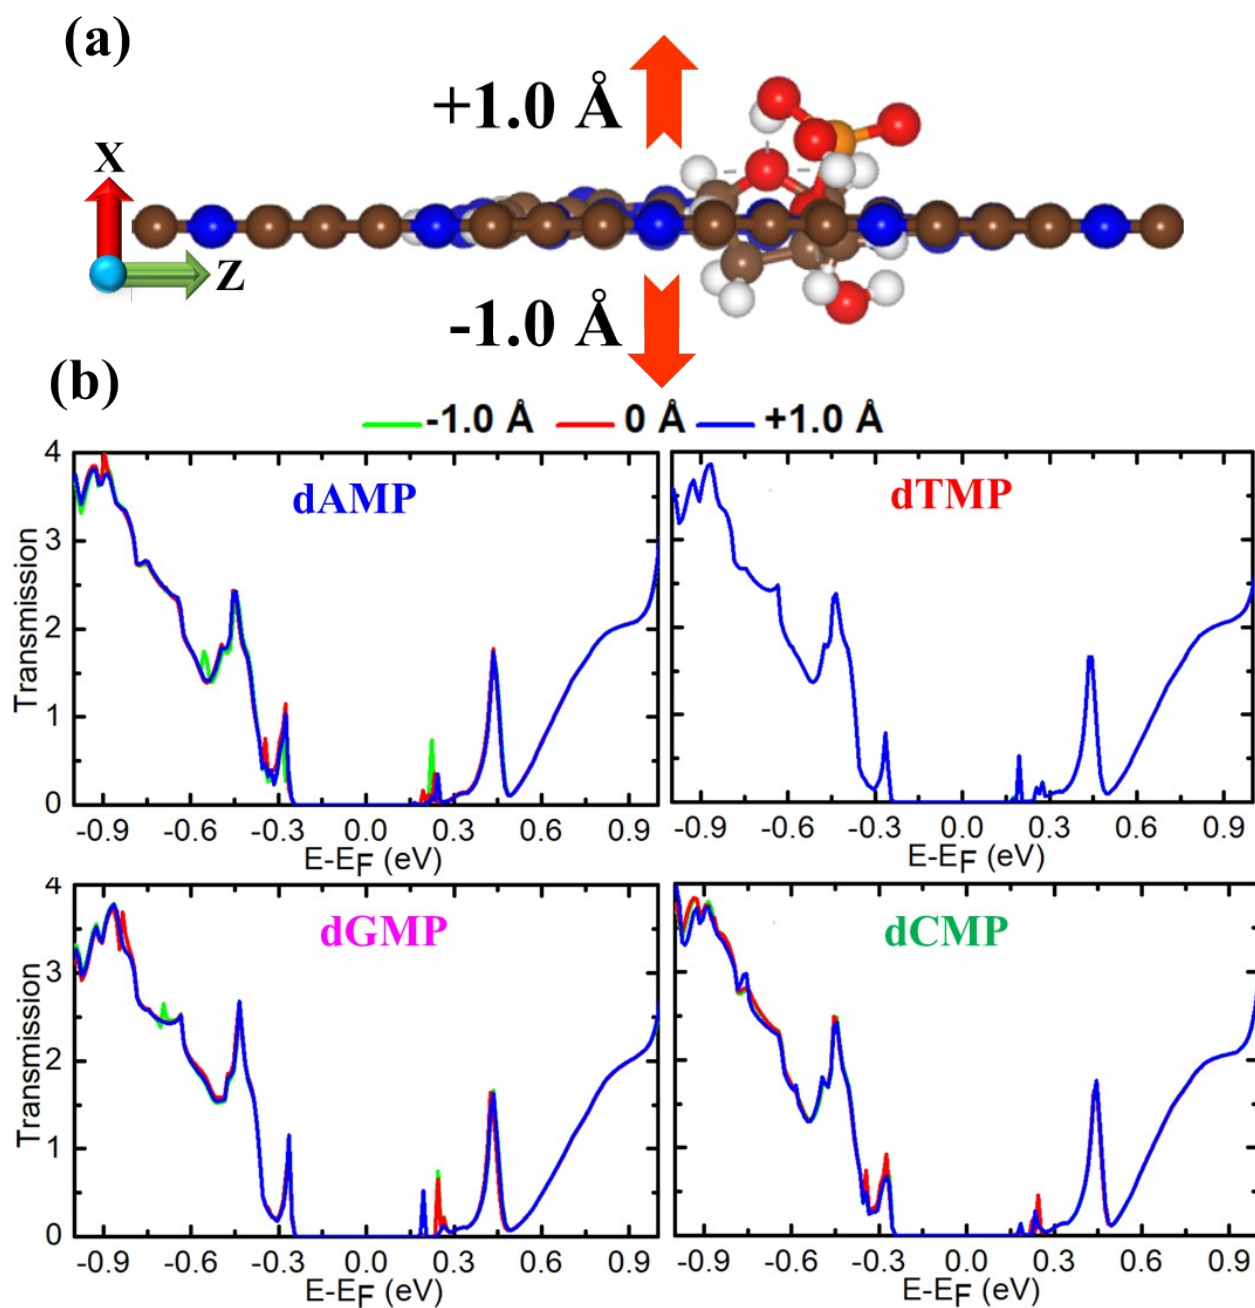 (a)
+1.0 Å
X
Z
-1.0 Å
(b)
-1.0 Å 0 Å +1.0 Å
dAMP
4
3
2
1
0
Transmission
-0.9 -0.6 -0.3 0.0 0.3 0.6 0.9
E-EF (eV)
dTMP
-0.9 -0.6 -0.3 0.0 0.3 0.6 0.9
E-EF (eV)
dGMP
4
3
2
1
0
Transmission
-0.9 -0.6 -0.3 0.0 0.3 0.6 0.9
E-EF (eV)
dCMP
-0.9 -0.6 -0.3 0.0 0.3 0.6 0.9
E-EF (eV)